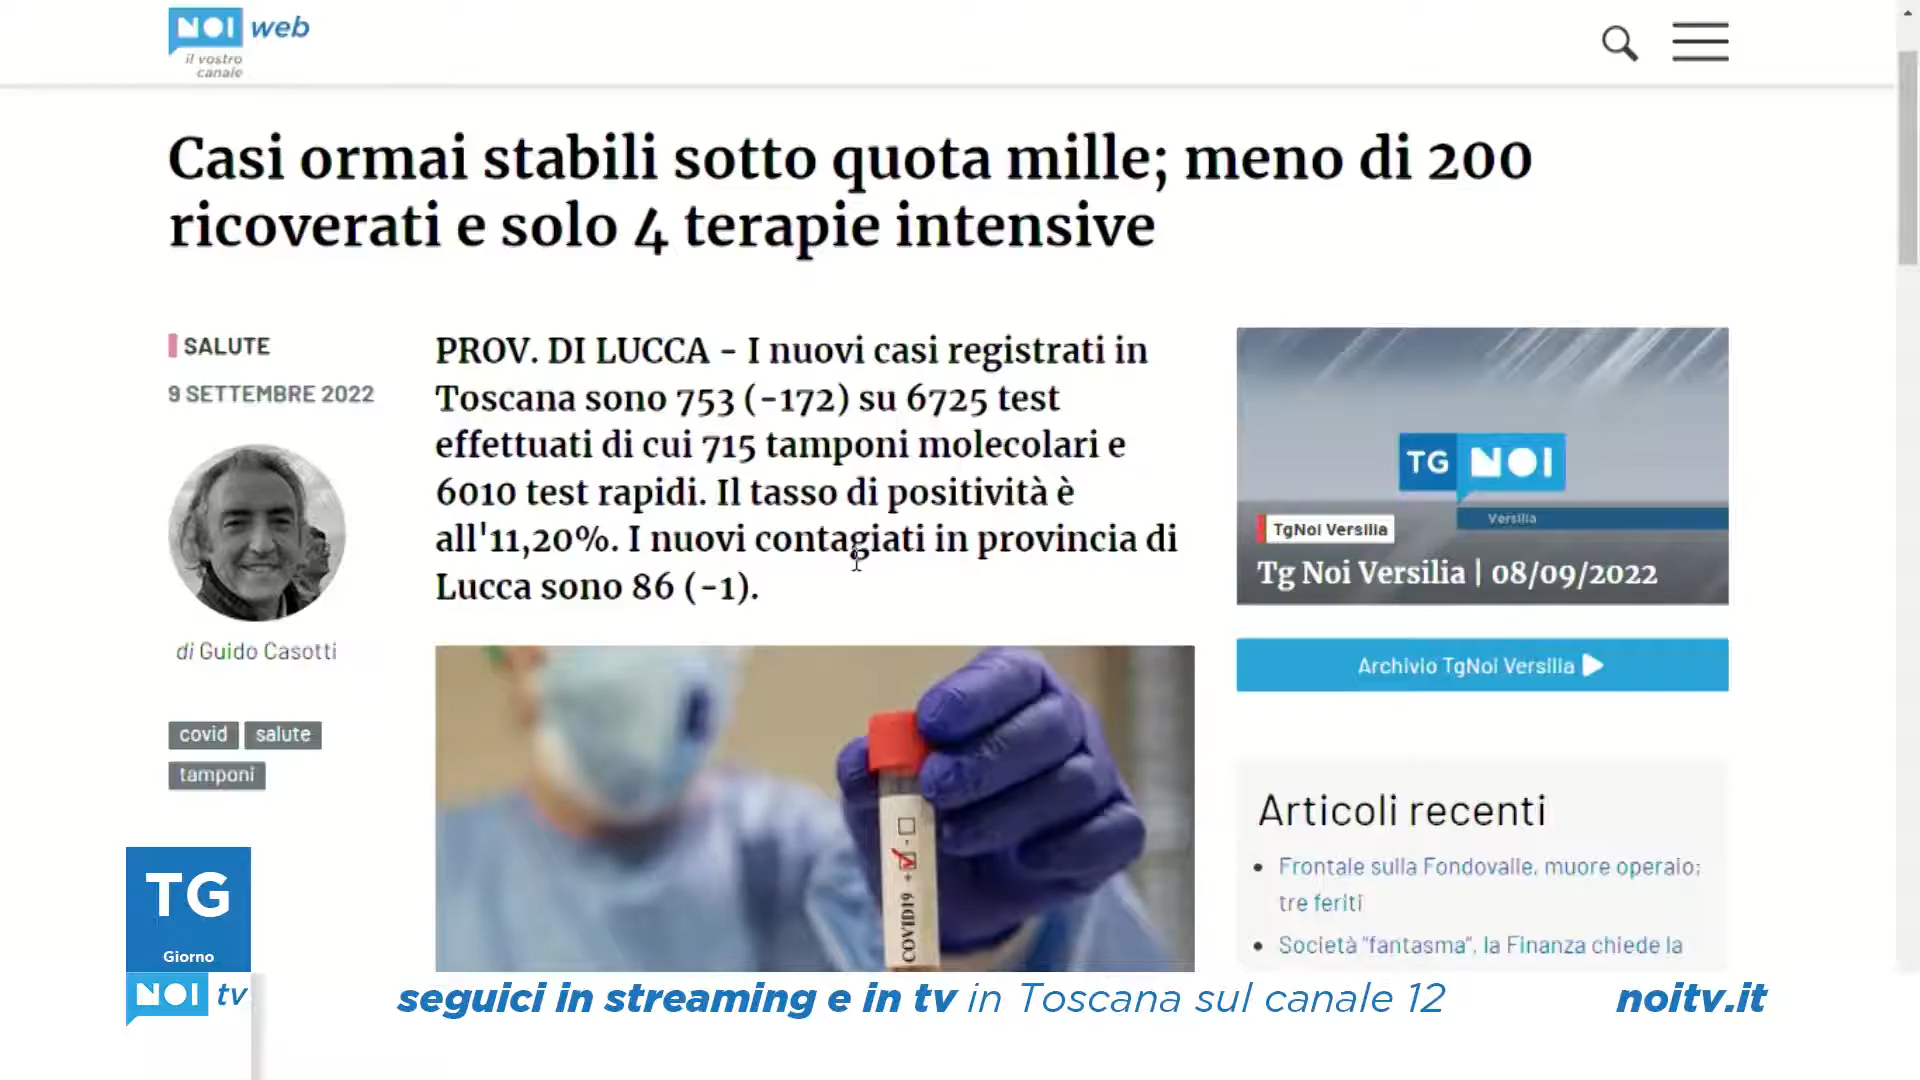 NOI web
il vostro
canale
Casi ormai stabili sotto quota mille; meno di 200
ricoverati e solo 4 terapie intensive
SALUTE
9 SETTEMBRE 2022
di Guido Casotti
covid salute
tamponi
PROV. DI LUCCA - I nuovi casi registrati in
Toscana sono 753 (-172) su 6725 test
effettuati di cui 715 tamponi molecolari e
6010 test rapidi. Il tasso di positività è
all'11,20%. I nuovi contagiati in provincia di
Lucca sono 86 (-1).
COVID19 + -
TG NOI
Versilia
TgNoi Versilia
Tg Noi Versilia | 08/09/2022
Archivio TgNoi Versilia
Articoli recenti
Frontale sulla Fondovalle, muore operaio;
tre feriti
Società "fantasma", la Finanza chiede la
TG
Giorno
NOI tv
seguici in streaming e in tv in Toscana sul canale 12
noitv.it